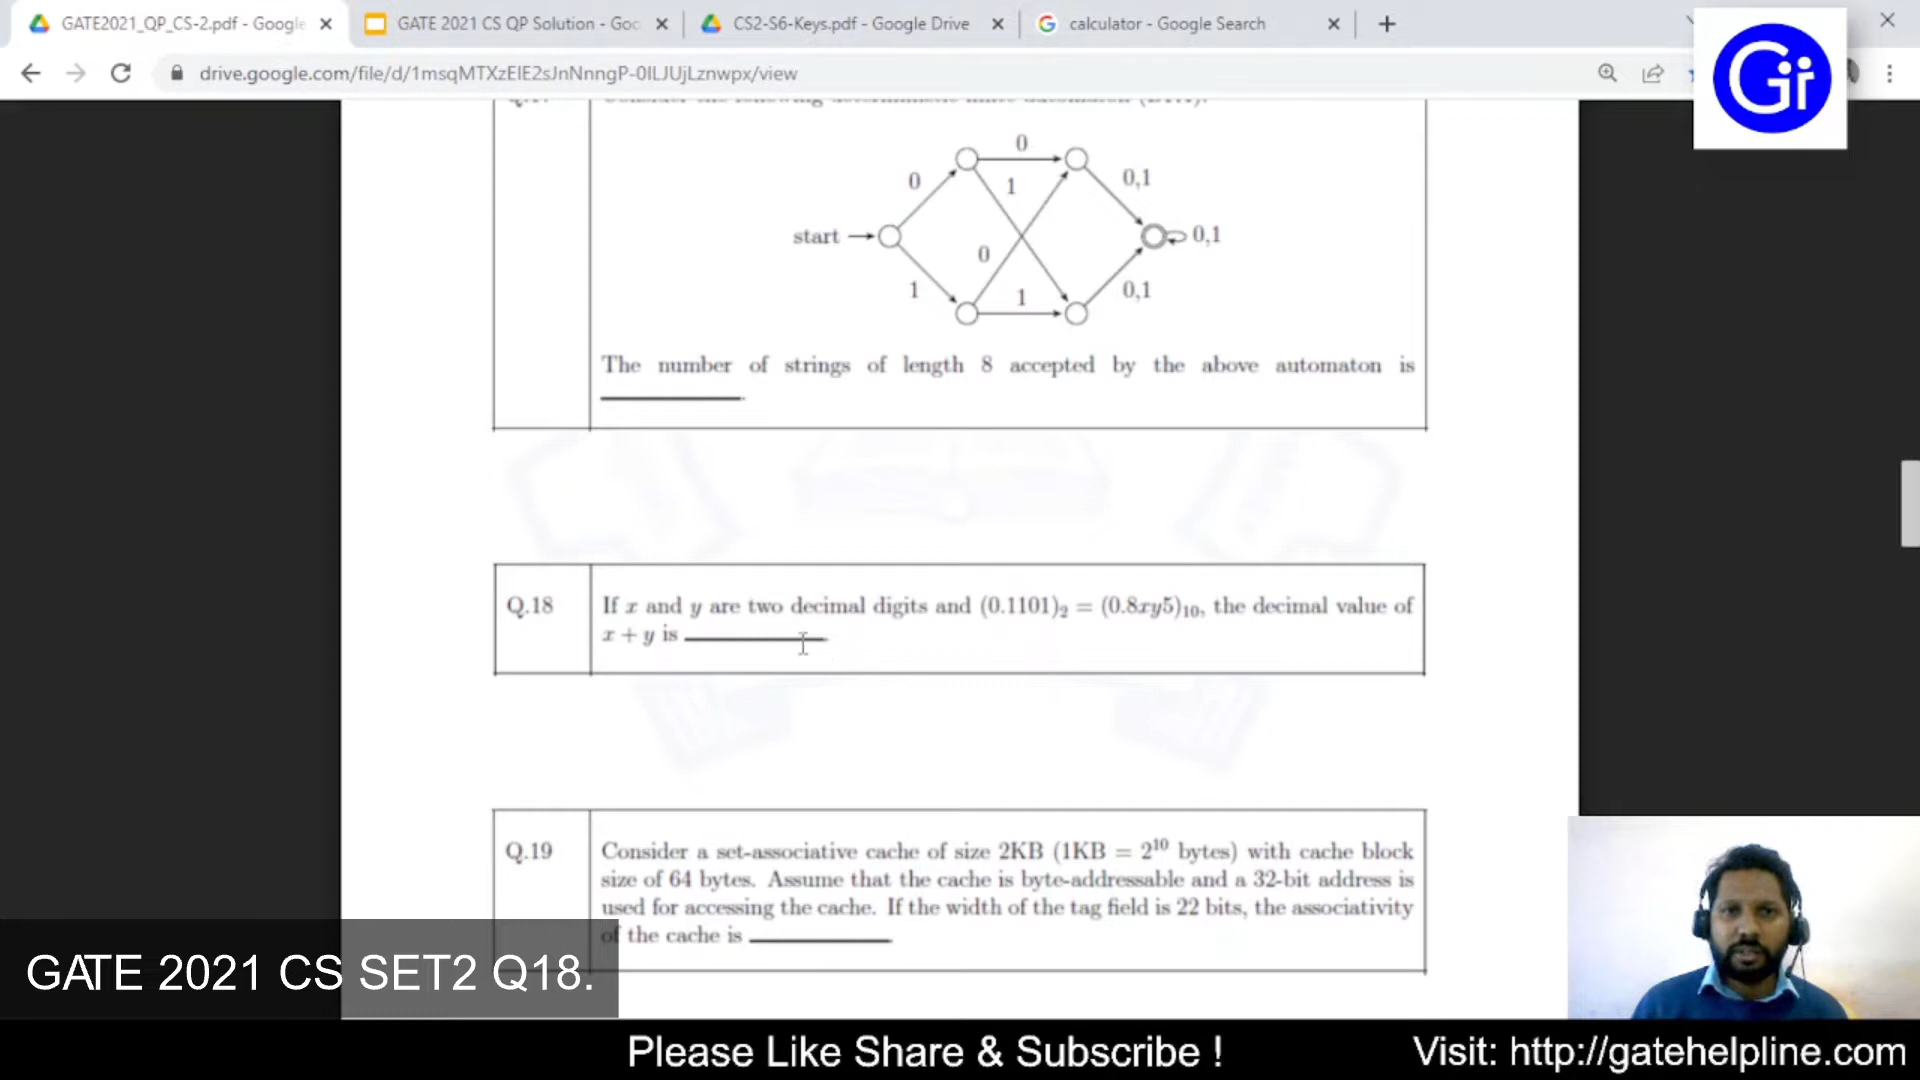 GATE2021_QP_CS-2.pdf - Google
GATE 2021 CS QP Solution - Goo
CS2-S6-Keys.pdf - Google Drive
calculator - Google Search
drive.google.com/file/d/1msqMTXzElE2sJnNnngP-0ILJUjLznwpx/view
Gi
0
0
0,1
1
start
0,1
0
1
1
0,1
The number of strings of length 8 accepted by the above automaton is
Q.18
If x and y are two decimal digits and (0.1101)₂ = (0.8xy5)₁₀, the decimal value of
x + y is
Q.19
Consider a set-associative cache of size 2KB (1KB = 2¹⁰ bytes) with cache block
size of 64 bytes. Assume that the cache is byte-addressable and a 32-bit address is
used for accessing the cache. If the width of the tag field is 22 bits, the associativity
of the cache is
GATE 2021 CS SET2 Q18.
Please Like Share & Subscribe !
Visit: http://gatehelpline.com